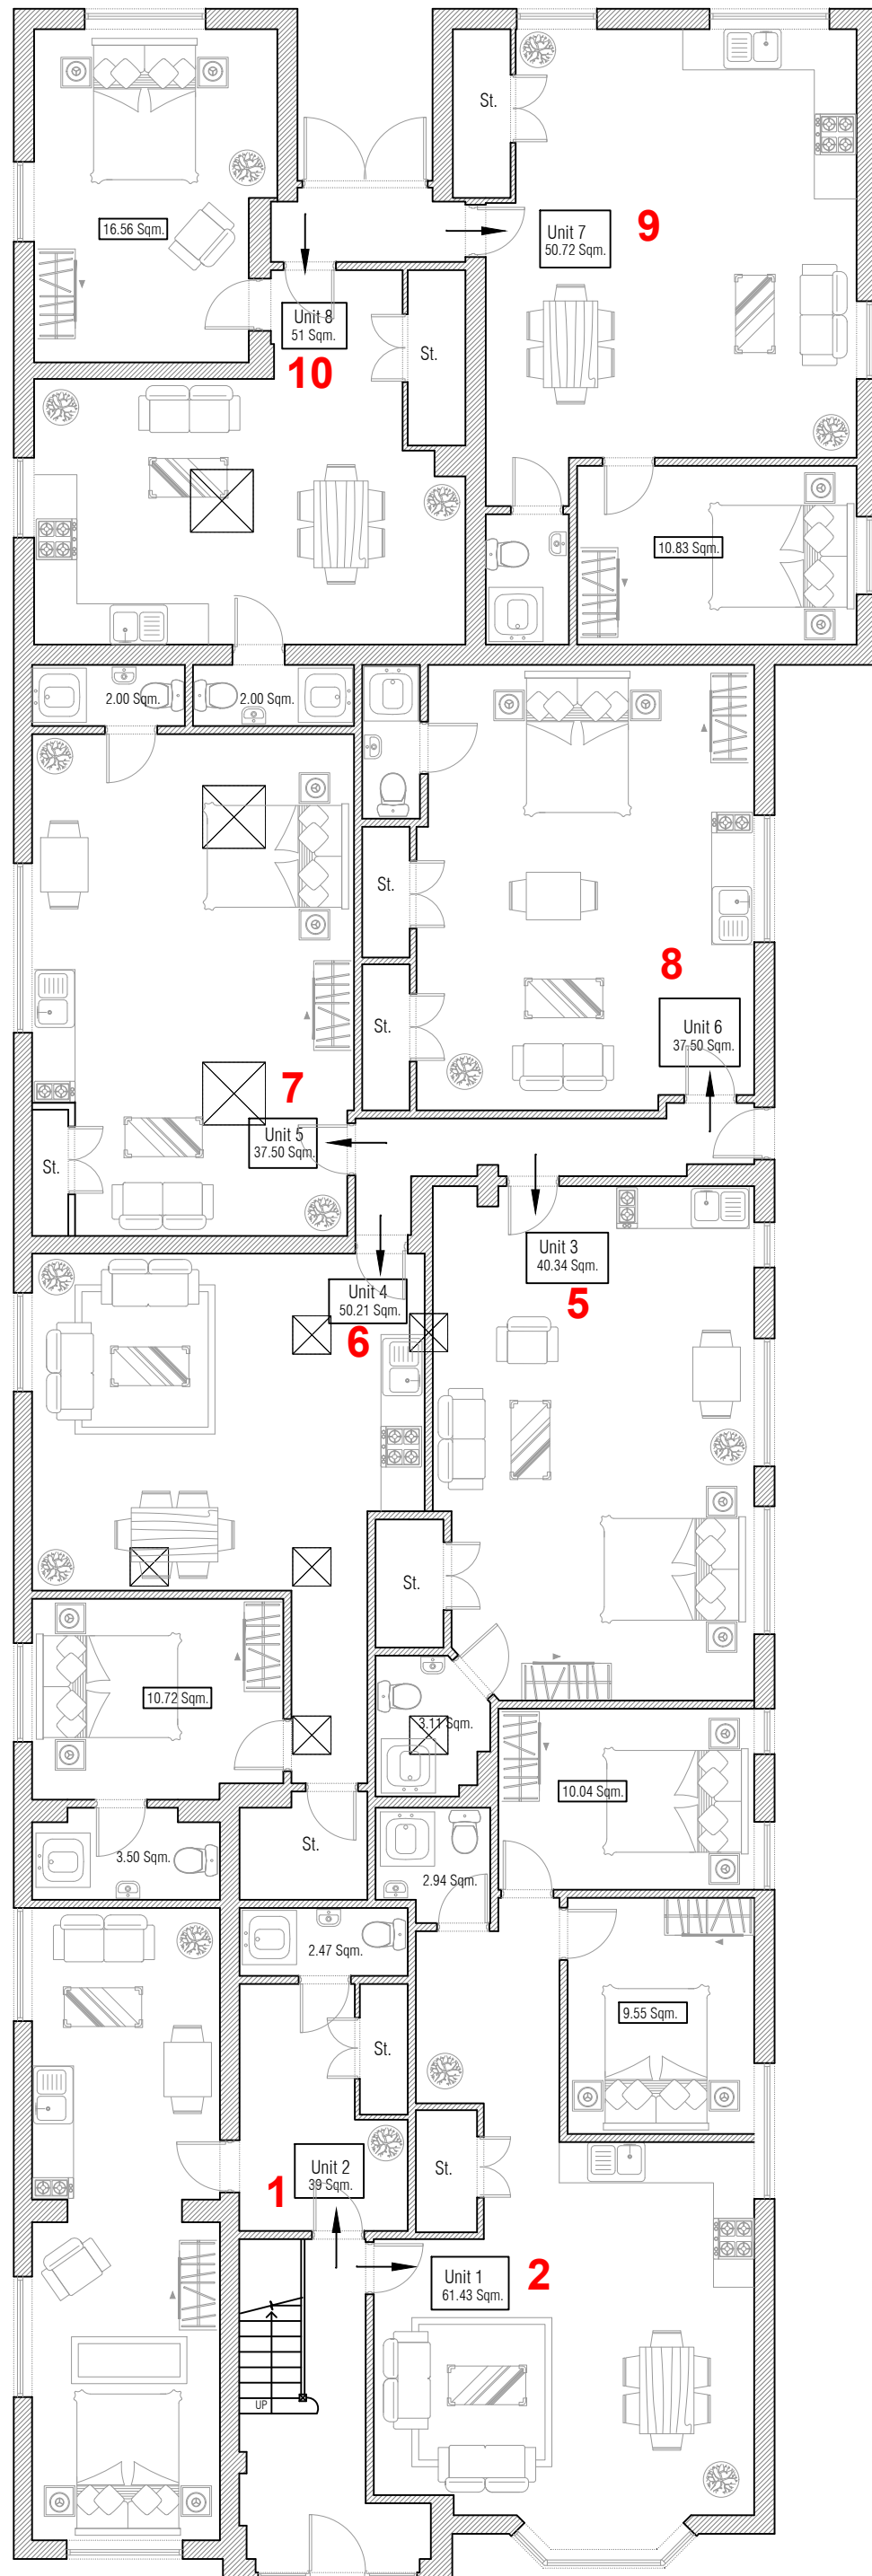 St.
16.56 Sqm.
Unit 7
50.72 Sqm.
9
Unit 8
51 Sqm.
10
St.
10.83 Sqm.
2.00 Sqm.
2.00 Sqm.
St.
8
St.
Unit 6
37.50 Sqm.
7
Unit 5
37.50 Sqm.
St.
Unit 3
40.34 Sqm.
5
Unit 4
50.21 Sqm.
6
St.
10.72 Sqm.
3.11 Sqm.
10.04 Sqm.
St.
3.50 Sqm.
2.94 Sqm.
2.47 Sqm.
9.55 Sqm.
St.
St.
Unit 2
39 Sqm.
1
Unit 1
61.43 Sqm.
2
UP